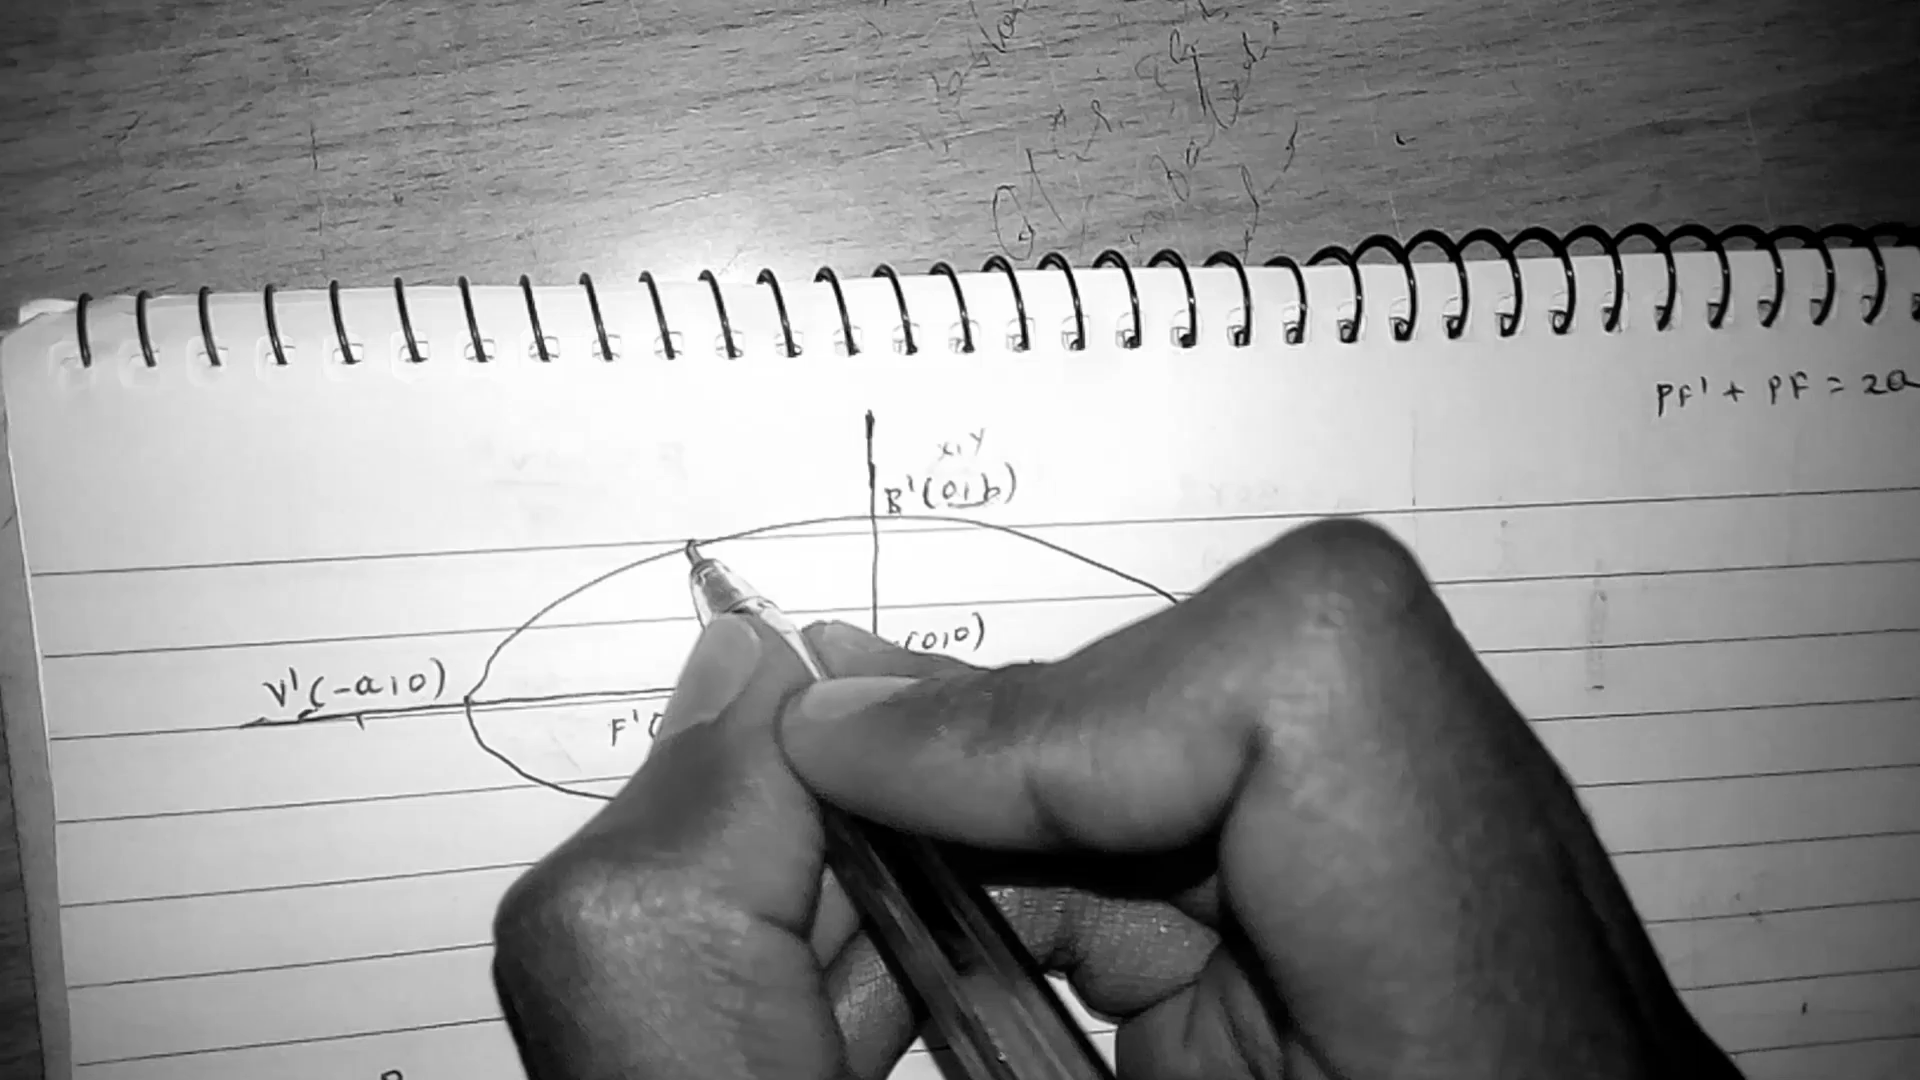 PF' + PF = 2a
x, y
B'(0, b)
(0, 0)
V'(-a, 0)
F'(